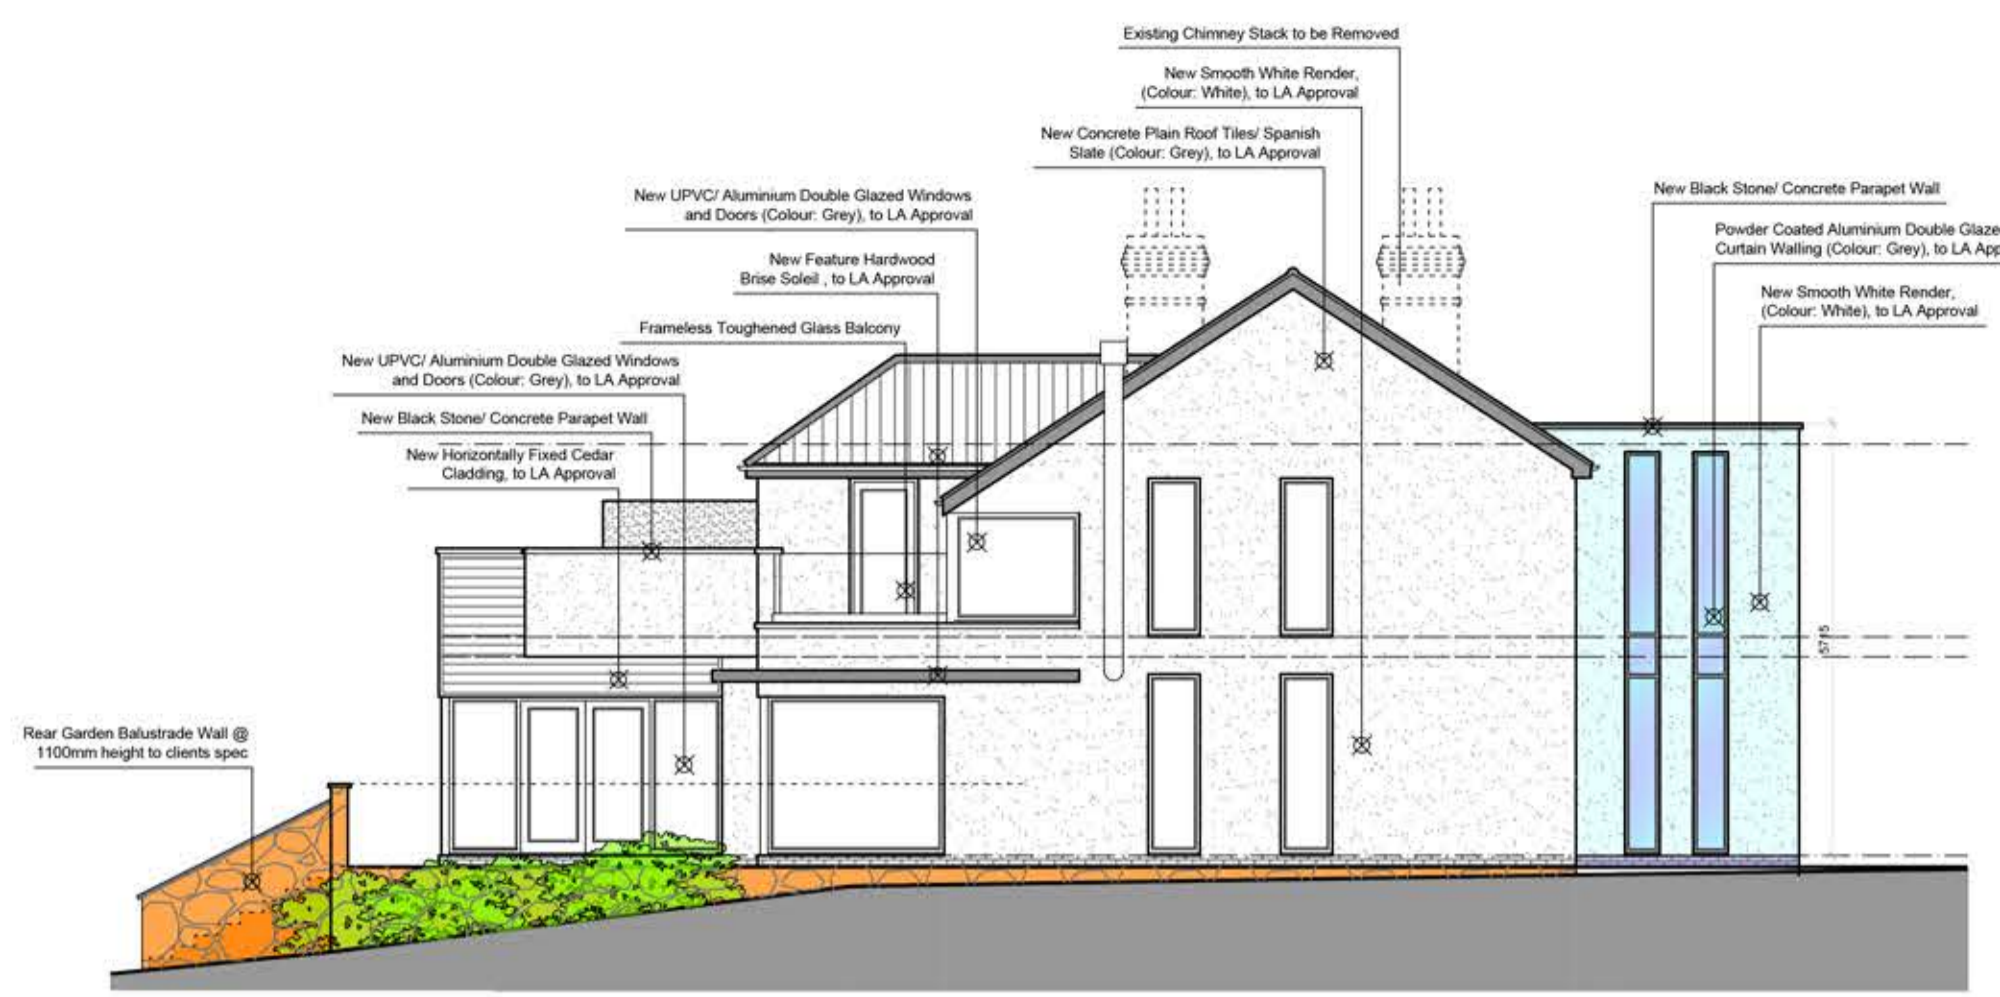 Existing Chimney Stack to be Removed
New Smooth White Render,
(Colour: White), to LA Approval
New Concrete Plain Roof Tiles/ Spanish
Slate (Colour: Grey), to LA Approval
New UPVC/ Aluminium Double Glazed Windows
and Doors (Colour: Grey), to LA Approval
New Feature Hardwood
Brise Soleil , to LA Approval
Frameless Toughened Glass Balcony
New UPVC/ Aluminium Double Glazed Windows
and Doors (Colour: Grey), to LA Approval
New Black Stone/ Concrete Parapet Wall
New Horizontally Fixed Cedar
Cladding, to LA Approval
Rear Garden Balustrade Wall @
1100mm height to clients spec
New Black Stone/ Concrete Parapet Wall
Powder Coated Aluminium Double Glaze
Curtain Walling (Colour: Grey), to LA App
New Smooth White Render,
(Colour: White), to LA Approval
5715